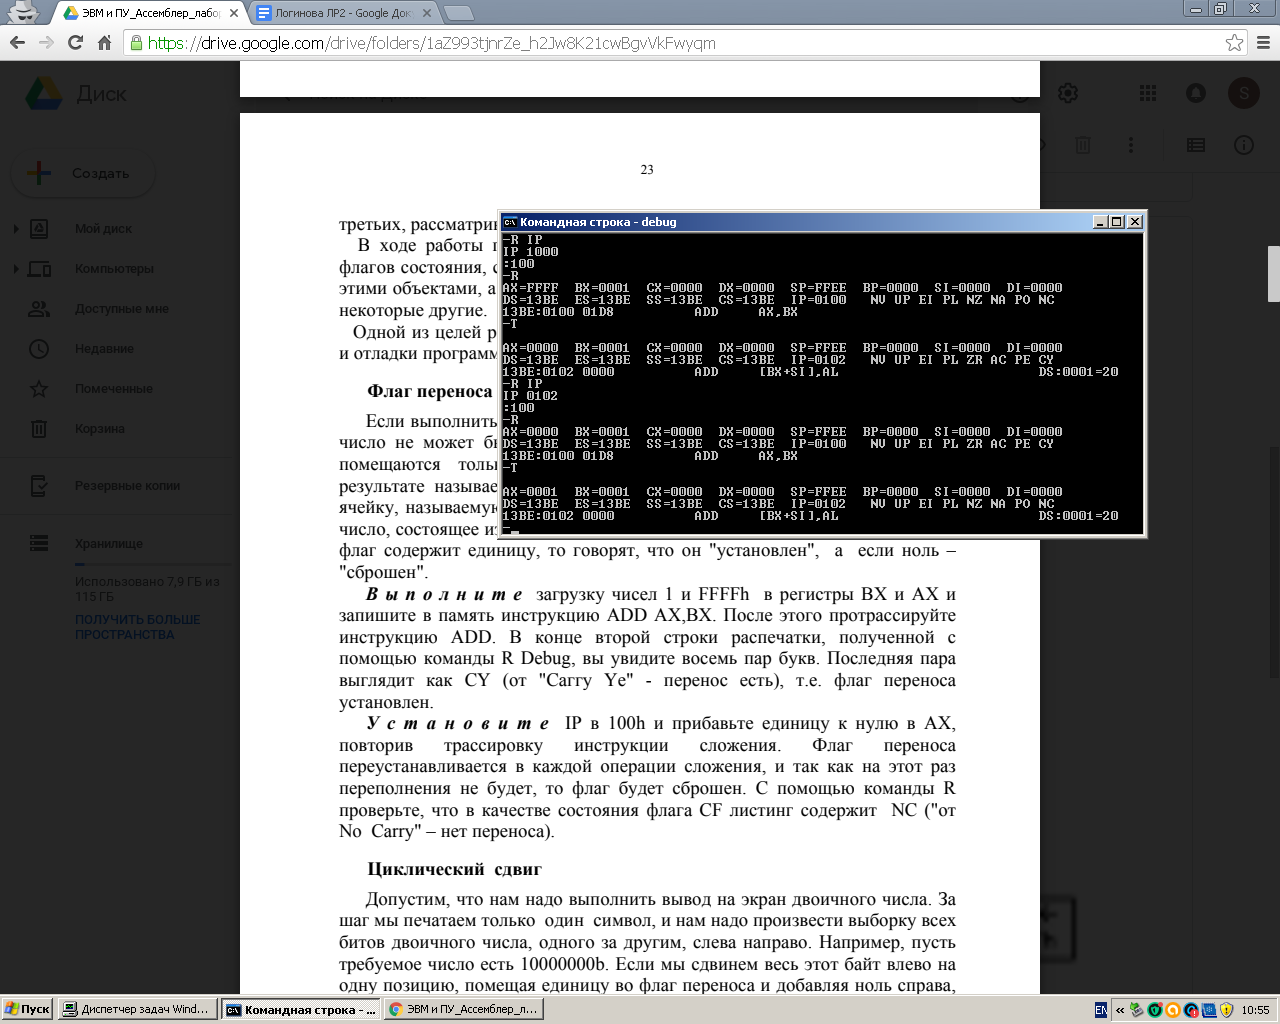 ЭВМ и ПУ_Ассемблер_лабор
Логинова ЛР2 - Google Док
https://drive.google.com/drive/folders/1aZ993tjnrZe_h2Jw8K21cwBgvVkFwyqm
Диск
S
Создать
Мой диск
Компьютеры
Доступные мне
Недавние
Помеченные
Корзина
Резервные копии
Хранилище
Использовано 7,9 ГБ из
115 ГБ
ПОЛУЧИТЬ БОЛЬШЕ
ПРОСТРАНСТВА
23
третьих, рассматрив
В ходе работы п
флагов состояния, с
этими объектами, а
некоторые другие.
Одной из целей р
и отладки программ
Флаг переноса
Если выполнить
число не может бы
помещаются толь
результате называе
ячейку, называемую
число, состоящее из
флаг содержит единицу, то говорят, что он "установлен", а если ноль –
"сброшен".
Выполните загрузку чисел 1 и FFFFh в регистры BX и AX и
запишите в память инструкцию ADD AX,BX. После этого протрассируйте
инструкцию ADD. В конце второй строки распечатки, полученной с
помощью команды R Debug, вы увидите восемь пар букв. Последняя пара
выглядит как CY (от "Carry Ye" - перенос есть), т.е. флаг переноса
установлен.
Установите IP в 100h и прибавьте единицу к нулю в AX,
повторив трассировку инструкции сложения. Флаг переноса
переустанавливается в каждой операции сложения, и так как на этот раз
переполнения не будет, то флаг будет сброшен. С помощью команды R
проверьте, что в качестве состояния флага CF листинг содержит NC ("от
No Carry" – нет переноса).
Циклический сдвиг
Допустим, что нам надо выполнить вывод на экран двоичного числа. За
шаг мы печатаем только один символ, и нам надо произвести выборку всех
битов двоичного числа, одного за другим, слева направо. Например, пусть
требуемое число есть 10000000b. Если мы сдвинем весь этот байт влево на
одну позицию, помещая единицу во флаг переноса и добавляя ноль справа,
Командная строка - debug
-R IP
IP 1000
:100
-R
AX=FFFF BX=0001 CX=0000 DX=0000 SP=FFEE BP=0000 SI=0000 DI=0000
DS=13BE ES=13BE SS=13BE CS=13BE IP=0100 NV UP EI PL NZ NA PO NC
13BE:0100 01D8 ADD AX,BX
-T
AX=0000 BX=0001 CX=0000 DX=0000 SP=FFEE BP=0000 SI=0000 DI=0000
DS=13BE ES=13BE SS=13BE CS=13BE IP=0102 NV UP EI PL ZR AC PE CY
13BE:0102 0000 ADD [BX+SI],AL DS:0001=20
-R IP
IP 0102
:100
-R
AX=0000 BX=0001 CX=0000 DX=0000 SP=FFEE BP=0000 SI=0000 DI=0000
DS=13BE ES=13BE SS=13BE CS=13BE IP=0100 NV UP EI PL ZR AC PE CY
13BE:0100 01D8 ADD AX,BX
-T
AX=0001 BX=0001 CX=0000 DX=0000 SP=FFEE BP=0000 SI=0000 DI=0000
DS=13BE ES=13BE SS=13BE CS=13BE IP=0102 NV UP EI PL NZ NA PO NC
13BE:0102 0000 ADD [BX+SI],AL DS:0001=20
-_
Пуск
Диспетчер задач Wind...
Командная строка - ...
ЭВМ и ПУ_Ассемблер_л...
EN
10:55